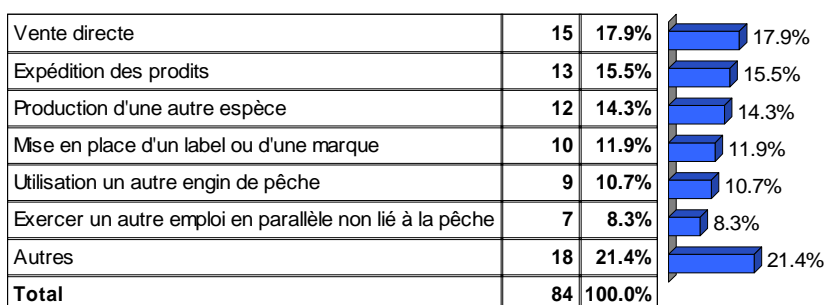 Vente directe 15 17.9% 17.9%
Expédition des prodits 13 15.5% 15.5%
Production d'une autre espèce 12 14.3% 14.3%
Mise en place d'un label ou d'une marque 10 11.9% 11.9%
Utilisation un autre engin de pêche 9 10.7% 10.7%
Exercer un autre emploi en parallèle non lié à la pêche 7 8.3% 8.3%
Autres 18 21.4% 21.4%
Total 84 100.0%